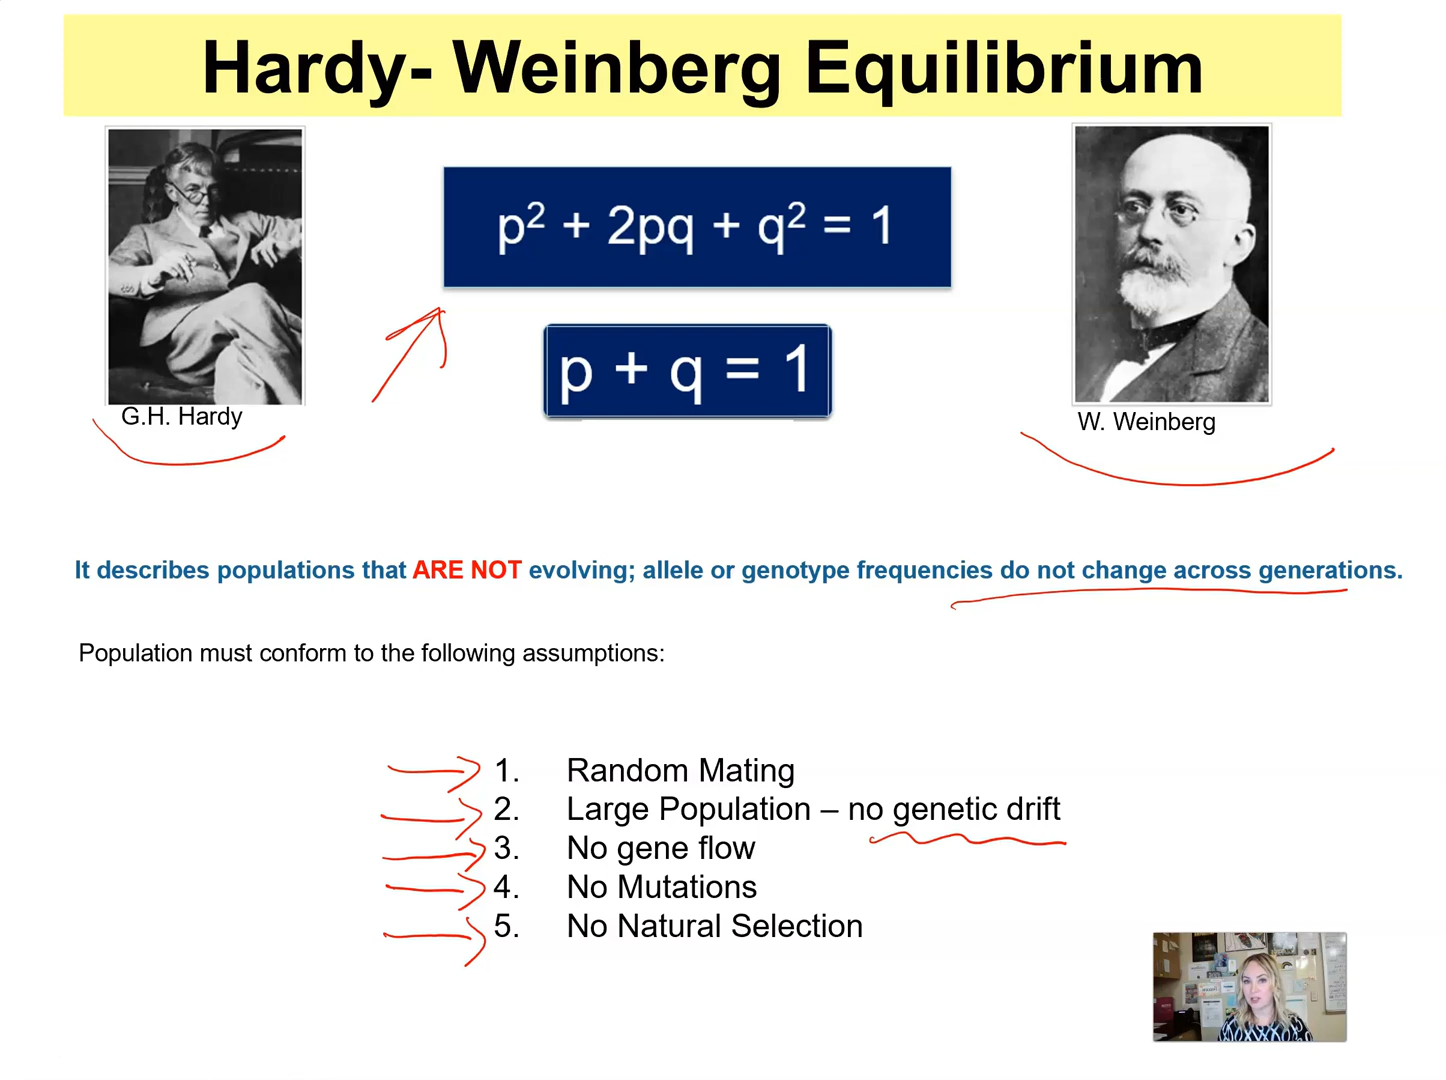 Hardy- Weinberg Equilibrium
p² + 2pq + q² = 1
p + q = 1
G.H. Hardy
W. Weinberg
It describes populations that ARE NOT evolving; allele or genotype frequencies do not change across generations.
Population must conform to the following assumptions:
1. Random Mating
2. Large Population – no genetic drift
3. No gene flow
4. No Mutations
5. No Natural Selection